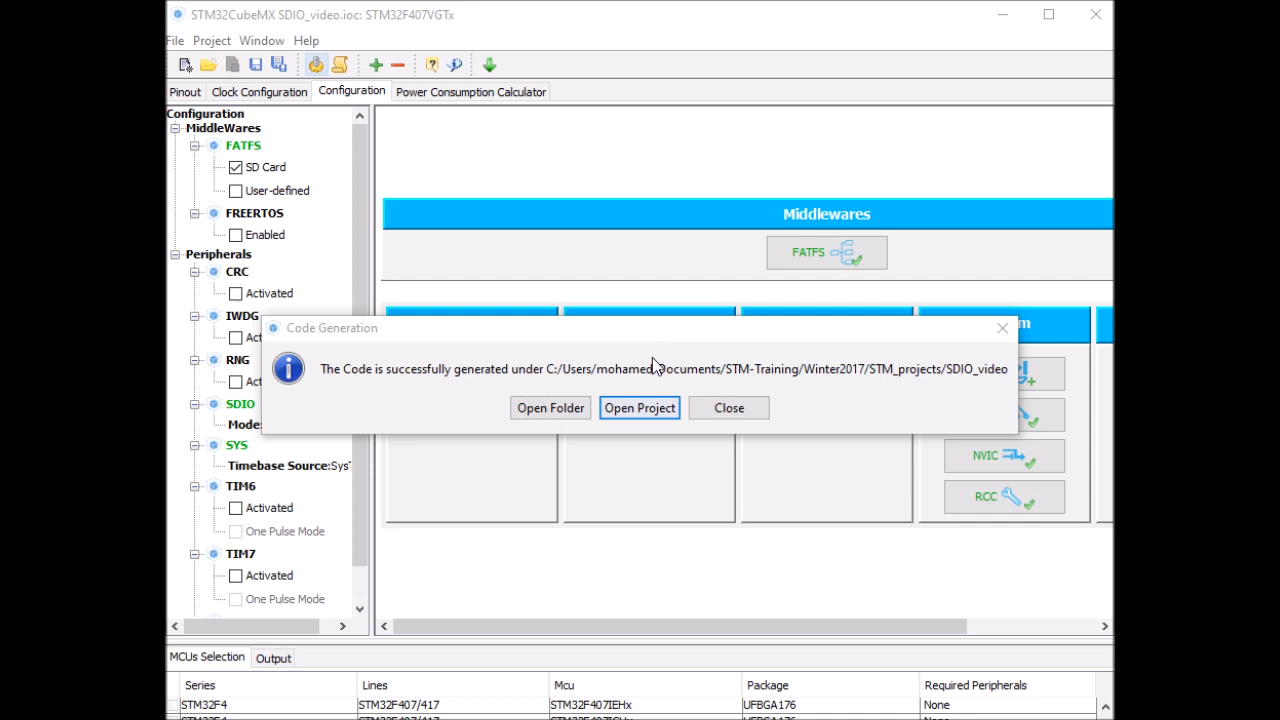 STM32CubeMX SDIO_video.ioc: STM32F407VGTx
File Project Window Help
Pinout Clock Configuration Configuration Power Consumption Calculator
Configuration
MiddleWares
FATFS
SD Card
User-defined
FREERTOS
Enabled
Peripherals
CRC
Activated
IWDG
Act
RNG
Act
SDIO
Mode:
SYS
Timebase Source:Sys
TIM6
Activated
One Pulse Mode
TIM7
Activated
One Pulse Mode
Middlewares
FATFS
m
NVIC
RCC
Code Generation
The Code is successfully generated under C:/Users/mohamed/Documents/STM-Training/Winter2017/STM_projects/SDIO_video
Open Folder Open Project Close
MCUs Selection Output
Series Lines Mcu Package Required Peripherals
STM32F4 STM32F407/417 STM32F407IEHx UFBGA176 None